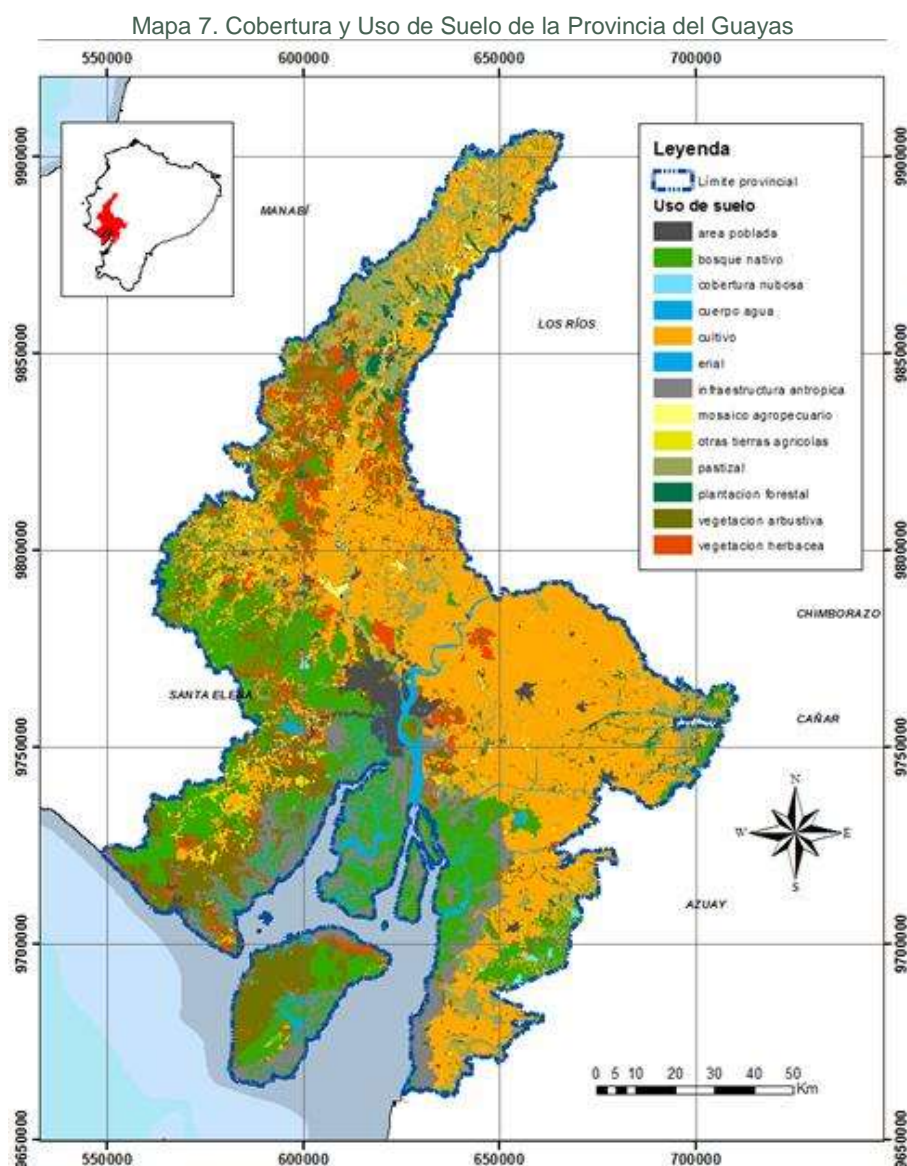 Mapa 7. Cobertura y Uso de Suelo de la Provincia del Guayas
550000 600000 650000 700000
9900000
9850000
9800000
9750000
9700000
9650000
MANABÍ
LOS RÍOS
CHIMBORAZO
SANTA ELENA
CAÑAR
AZUAY
Leyenda
Límite provincial
Uso de suelo
area poblada
bosque nativo
cobertura nubosa
cuerpo agua
cultivo
erial
infraestructura antropica
mosaico agropecuario
otras tierras agricolas
pastizal
plantacion forestal
vegetacion arbustiva
vegetacion herbacea
N
W E
S
0 5 10 20 30 40 50
Km
9900000
9850000
9800000
9750000
9700000
9650000
550000 600000 650000 700000